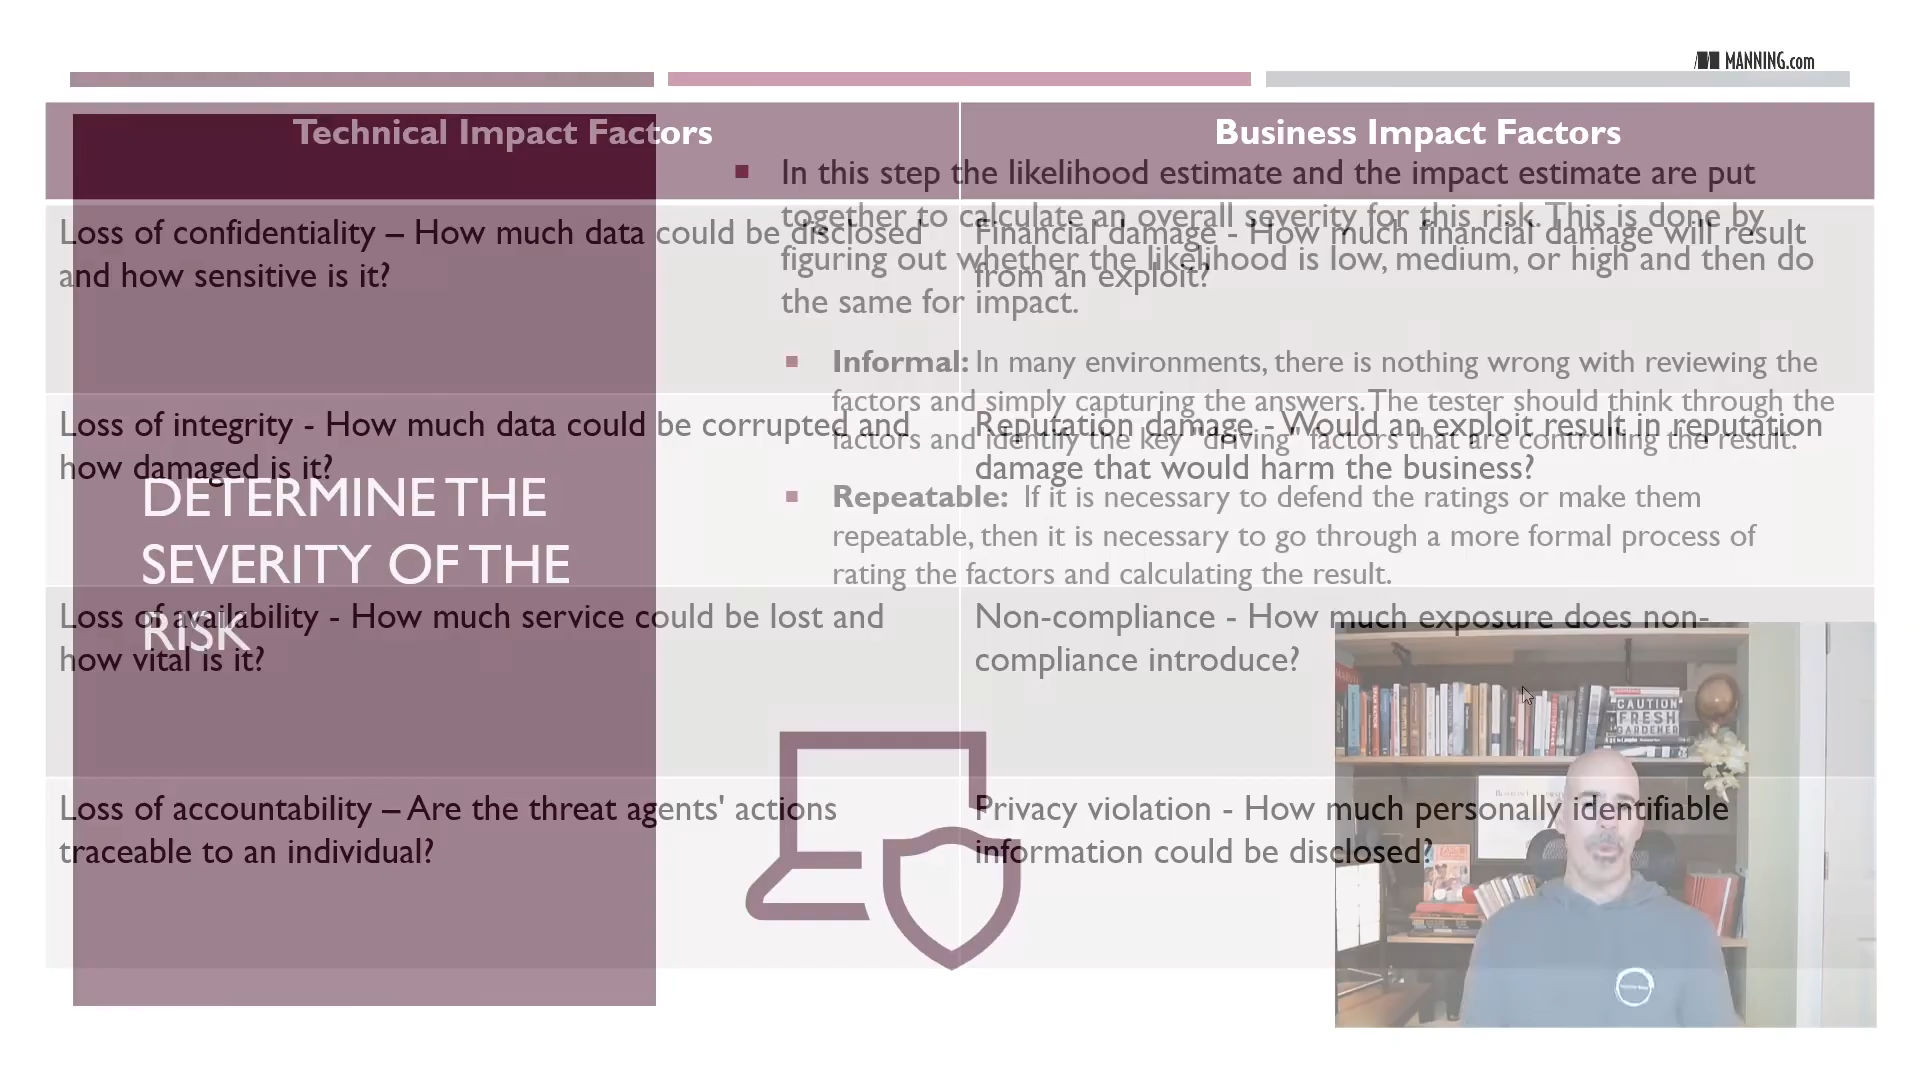 MANNING.com
Technical Impact Factors
Business Impact Factors
Loss of confidentiality – How much data could be disclosed
and how sensitive is it?
Financial damage - How much financial damage will result
from an exploit?
Loss of integrity - How much data could be corrupted and
how damaged is it?
Reputation damage - Would an exploit result in reputation
damage that would harm the business?
Loss of availability - How much service could be lost and
how vital is it?
Non-compliance - How much exposure does non-
compliance introduce?
Loss of accountability – Are the threat agents' actions
traceable to an individual?
Privacy violation - How much personally identifiable
information could be disclosed?
DETERMINE THE
SEVERITY OF THE
RISK
In this step the likelihood estimate and the impact estimate are put
together to calculate an overall severity for this risk. This is done by
figuring out whether the likelihood is low, medium, or high and then do
the same for impact.
Informal: In many environments, there is nothing wrong with reviewing the
factors and simply capturing the answers. The tester should think through the
factors and identify the key "driving" factors that are controlling the result.
Repeatable: If it is necessary to defend the ratings or make them
repeatable, then it is necessary to go through a more formal process of
rating the factors and calculating the result.
CAUTION
FRESH
GARDENER